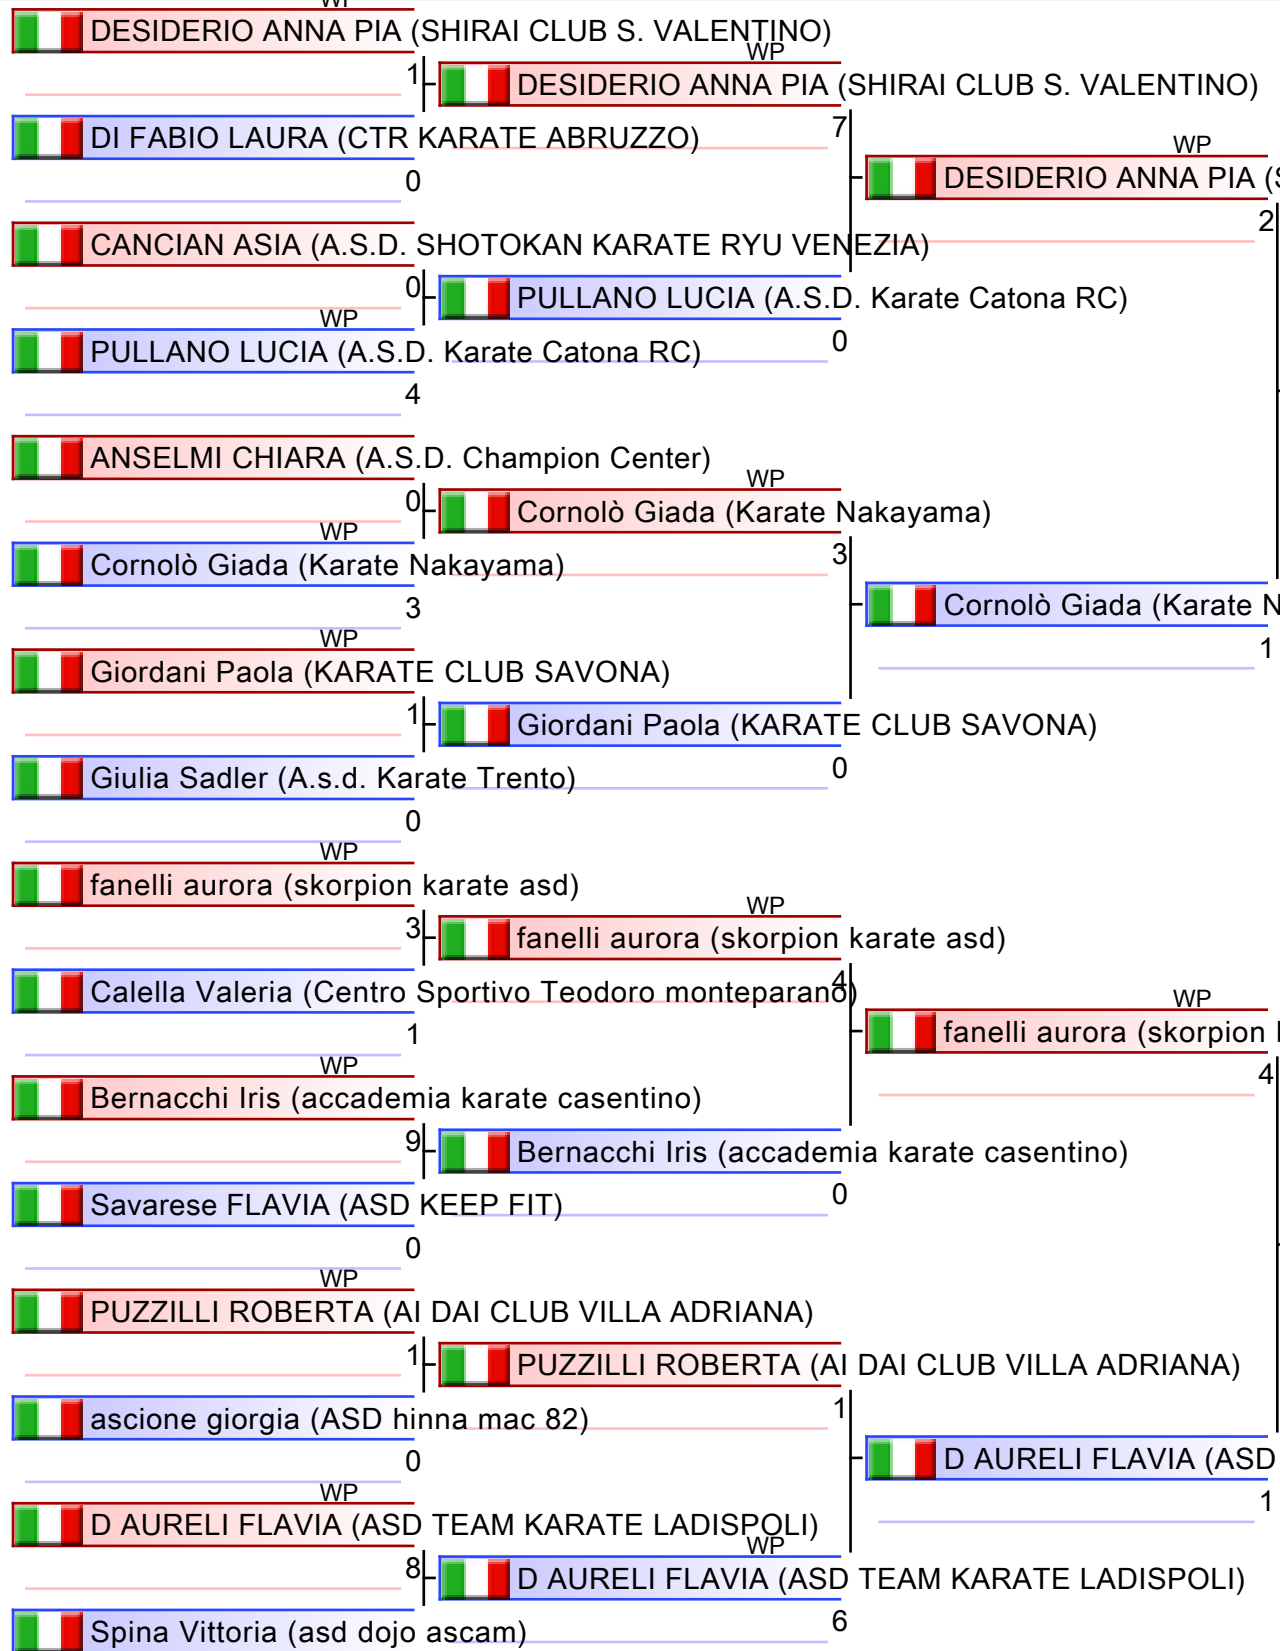 WP
DESIDERIO ANNA PIA (SHIRAI CLUB S. VALENTINO)
1
DI FABIO LAURA (CTR KARATE ABRUZZO)
0
CANCIAN ASIA (A.S.D. SHOTOKAN KARATE RYU VENEZIA)
0
WP
PULLANO LUCIA (A.S.D. Karate Catona RC)
4
ANSELMI CHIARA (A.S.D. Champion Center)
0
WP
Cornolò Giada (Karate Nakayama)
3
WP
Giordani Paola (KARATE CLUB SAVONA)
1
Giulia Sadler (A.s.d. Karate Trento)
0
WP
fanelli aurora (skorpion karate asd)
3
Calella Valeria (Centro Sportivo Teodoro monteparano)
1
WP
Bernacchi Iris (accademia karate casentino)
9
Savarese FLAVIA (ASD KEEP FIT)
0
WP
PUZZILLI ROBERTA (AI DAI CLUB VILLA ADRIANA)
1
ascione giorgia (ASD hinna mac 82)
0
WP
D AURELI FLAVIA (ASD TEAM KARATE LADISPOLI)
8
Spina Vittoria (asd dojo ascam)
WP
DESIDERIO ANNA PIA (SHIRAI CLUB S. VALENTINO)
7
PULLANO LUCIA (A.S.D. Karate Catona RC)
0
WP
Cornolò Giada (Karate Nakayama)
3
Giordani Paola (KARATE CLUB SAVONA)
0
WP
fanelli aurora (skorpion karate asd)
4
Bernacchi Iris (accademia karate casentino)
0
PUZZILLI ROBERTA (AI DAI CLUB VILLA ADRIANA)
1
WP
D AURELI FLAVIA (ASD TEAM KARATE LADISPOLI)
6
WP
DESIDERIO ANNA PIA (S
2
Cornolò Giada (Karate N
1
WP
fanelli aurora (skorpion
4
D AURELI FLAVIA (ASD
1